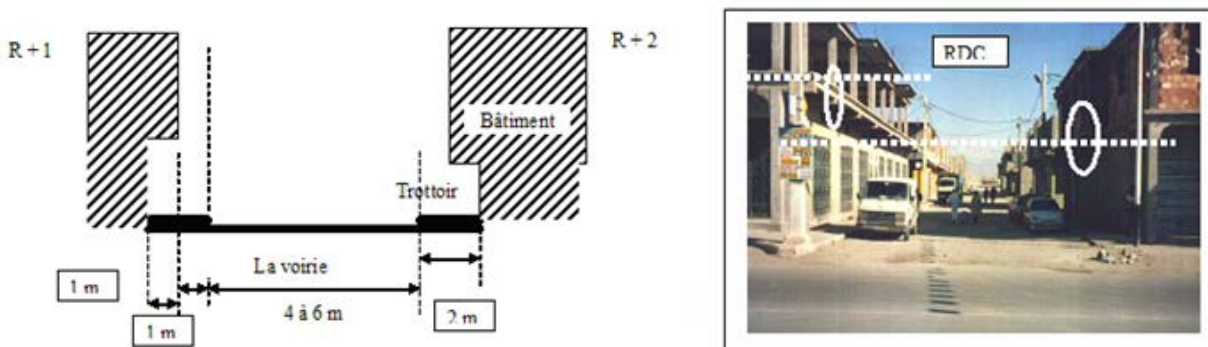 R + 1
R + 2
RDC
Bâtiment
Trottoir
La voirie
1 m
4 à 6 m
2 m
1 m